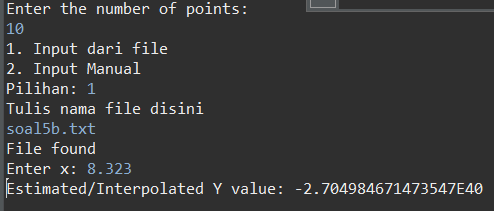 Enter the number of points:
10
1. Input dari file
2. Input Manual
Pilihan: 1
Tulis nama file disini
soal5b.txt
File found
Enter x: 8.323
Estimated/Interpolated Y value: -2.704984671473547E40